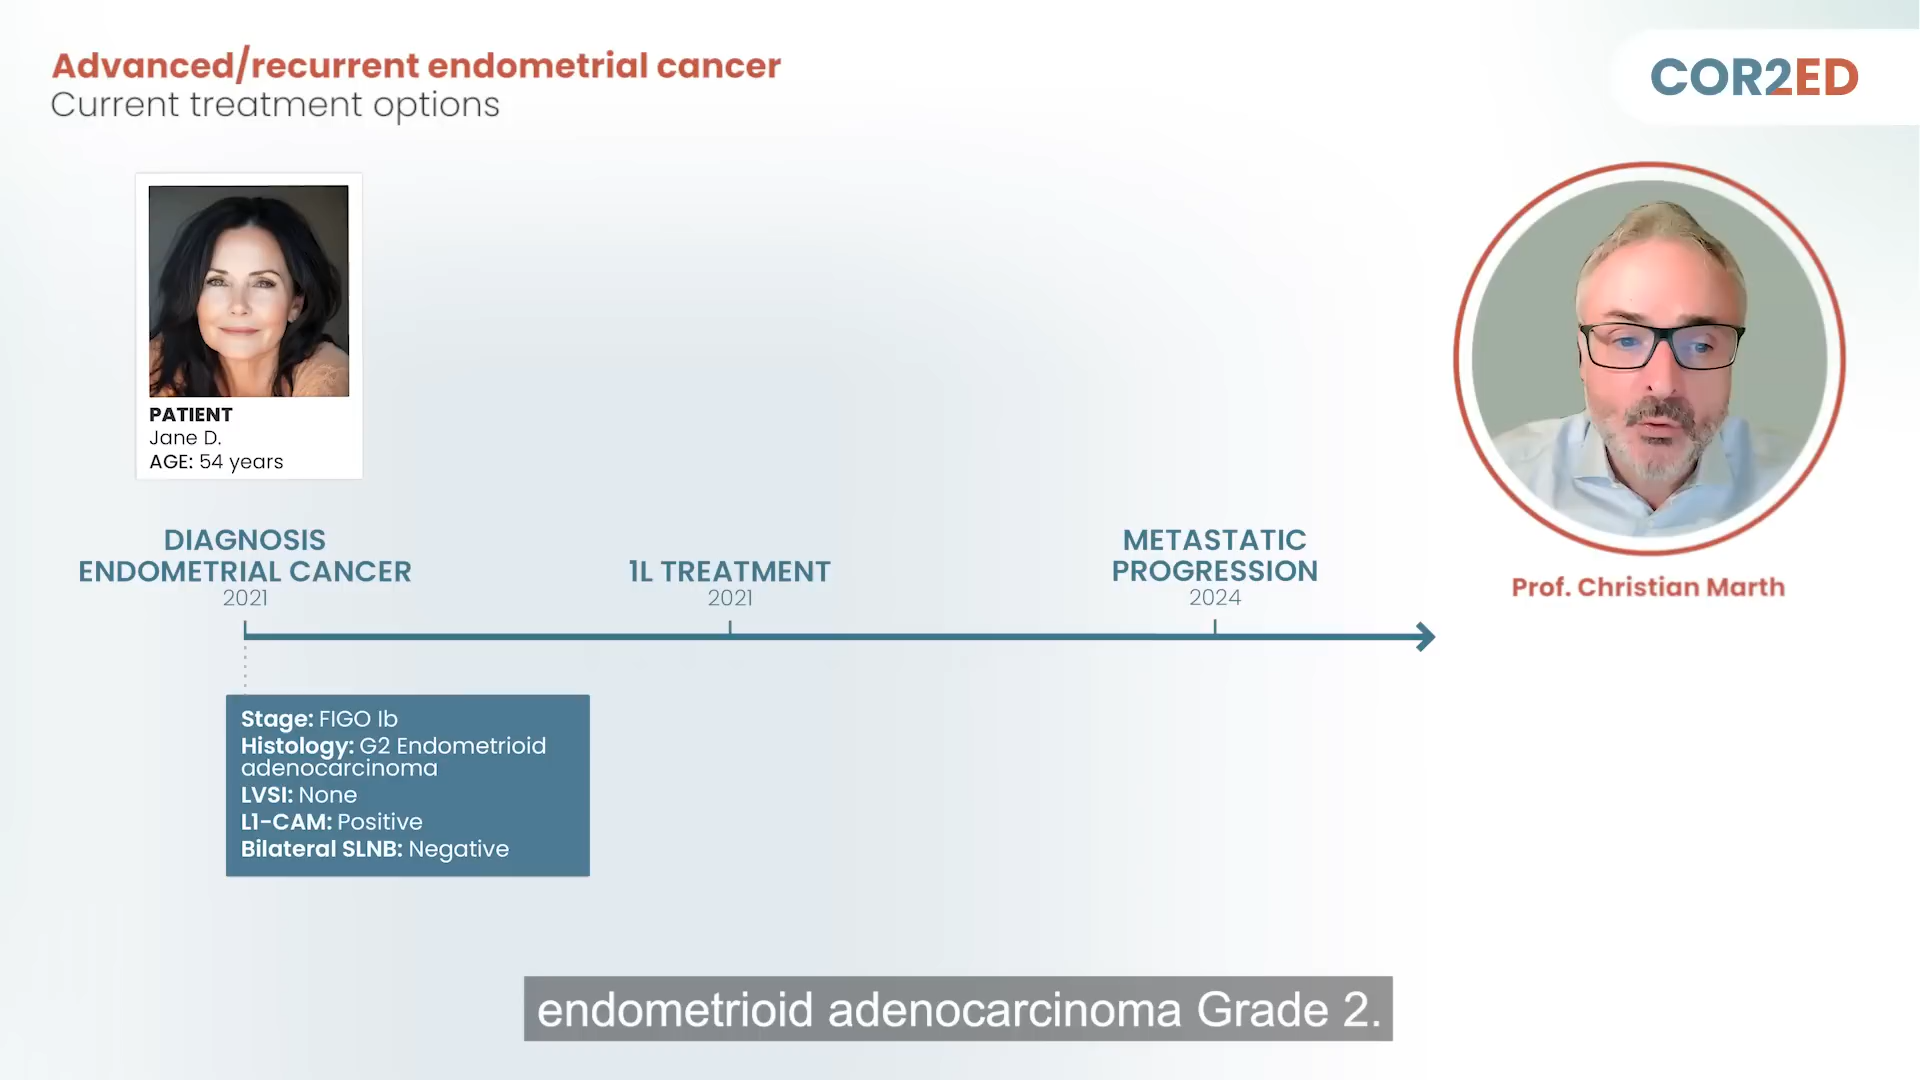 Advanced/recurrent endometrial cancer
Current treatment options
COR2ED
PATIENT
Jane D.
AGE: 54 years
DIAGNOSIS
ENDOMETRIAL CANCER
2021
1L TREATMENT
2021
METASTATIC
PROGRESSION
2024
Prof. Christian Marth
Stage: FIGO Ib
Histology: G2 Endometrioid
adenocarcinoma
LVSI: None
L1-CAM: Positive
Bilateral SLNB: Negative
endometrioid adenocarcinoma Grade 2.